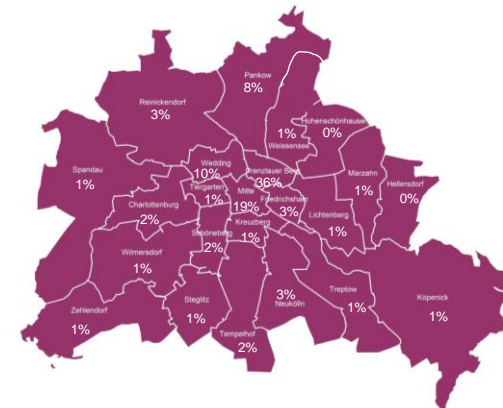 Pankow
8%
Reinickendorf
3%
Hohenschönhausen
0%
1%
Weissensee
Wedding
10%
Prenzlauer Berg
36%
Spandau
1%
Marzahn
1%
Hellersdorf
0%
Tiergarten
1%
Mitte
19%
Friedrichshain
3%
Charlottenburg
2%
Lichtenberg
1%
Kreuzberg
1%
Schöneberg
2%
Wilmersdorf
1%
3%
Neukölln
Treptow
1%
Köpenick
1%
Steglitz
1%
Zehlendorf
1%
Tempelhof
2%